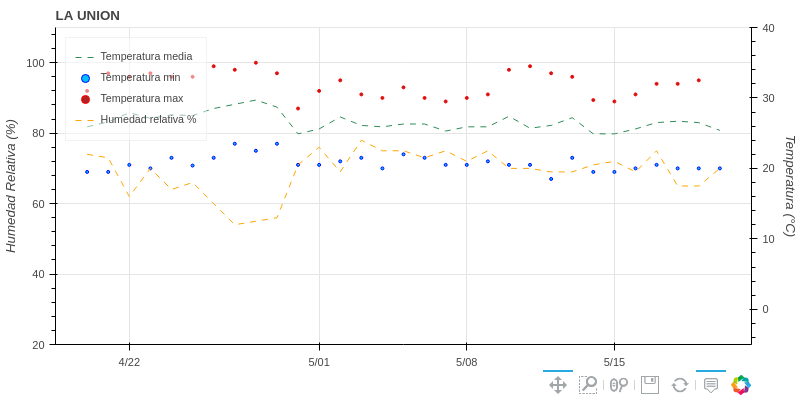 LA UNION
Temperatura media
Temperatura min
Temperatura max
Humedad relativa %
Humedad Relativa (%)
100
80
60
40
20
Temperatura (°C)
40
30
20
10
0
4/22
5/01
5/08
5/15